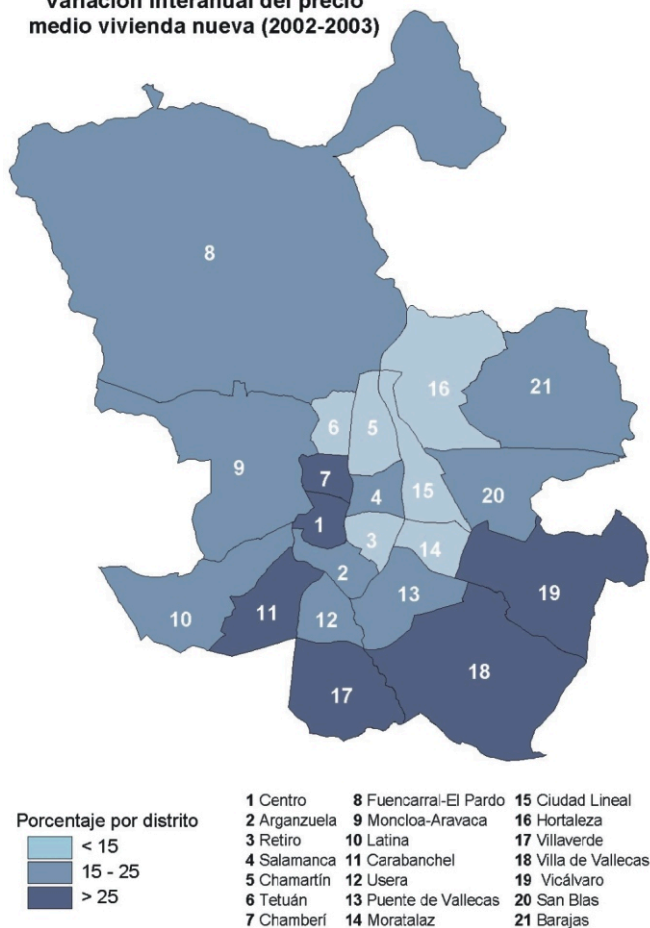 Variación interanual del precio
medio vivienda nueva (2002-2003)
8
16
21
6
5
9
7
4
15
20
1
3
14
2
13
19
10
11
12
18
17
Porcentaje por distrito
< 15
15 - 25
> 25
1 Centro
2 Arganzuela
3 Retiro
4 Salamanca
5 Chamartín
6 Tetuán
7 Chamberí
8 Fuencarral-El Pardo
9 Moncloa-Aravaca
10 Latina
11 Carabanchel
12 Usera
13 Puente de Vallecas
14 Moratalaz
15 Ciudad Lineal
16 Hortaleza
17 Villaverde
18 Villa de Vallecas
19 Vicálvaro
20 San Blas
21 Barajas